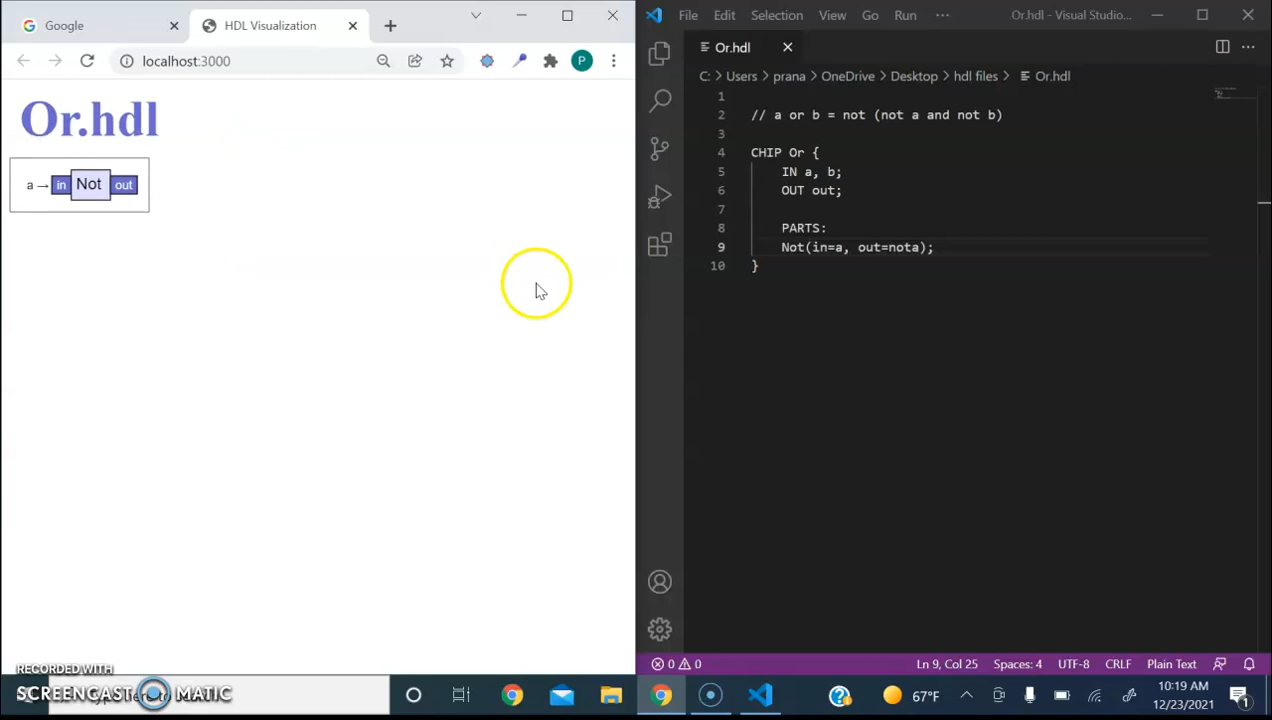 Google
HDL Visualization
localhost:3000
P
Or.hdl
a → in Not out
File Edit Selection View Go Run ··· Or.hdl - Visual Studio...
Or.hdl
C: > Users > prana > OneDrive > Desktop > hdl files > Or.hdl
1
2 // a or b = not (not a and not b)
3
4 CHIP Or {
5 IN a, b;
6 OUT out;
7
8 PARTS:
9 Not(in=a, out=nota);
10 }
0 0 Ln 9, Col 25 Spaces: 4 UTF-8 CRLF Plain Text
RECORDED WITH
SCREENCAST MATIC
67°F
10:19 AM
12/23/2021
1